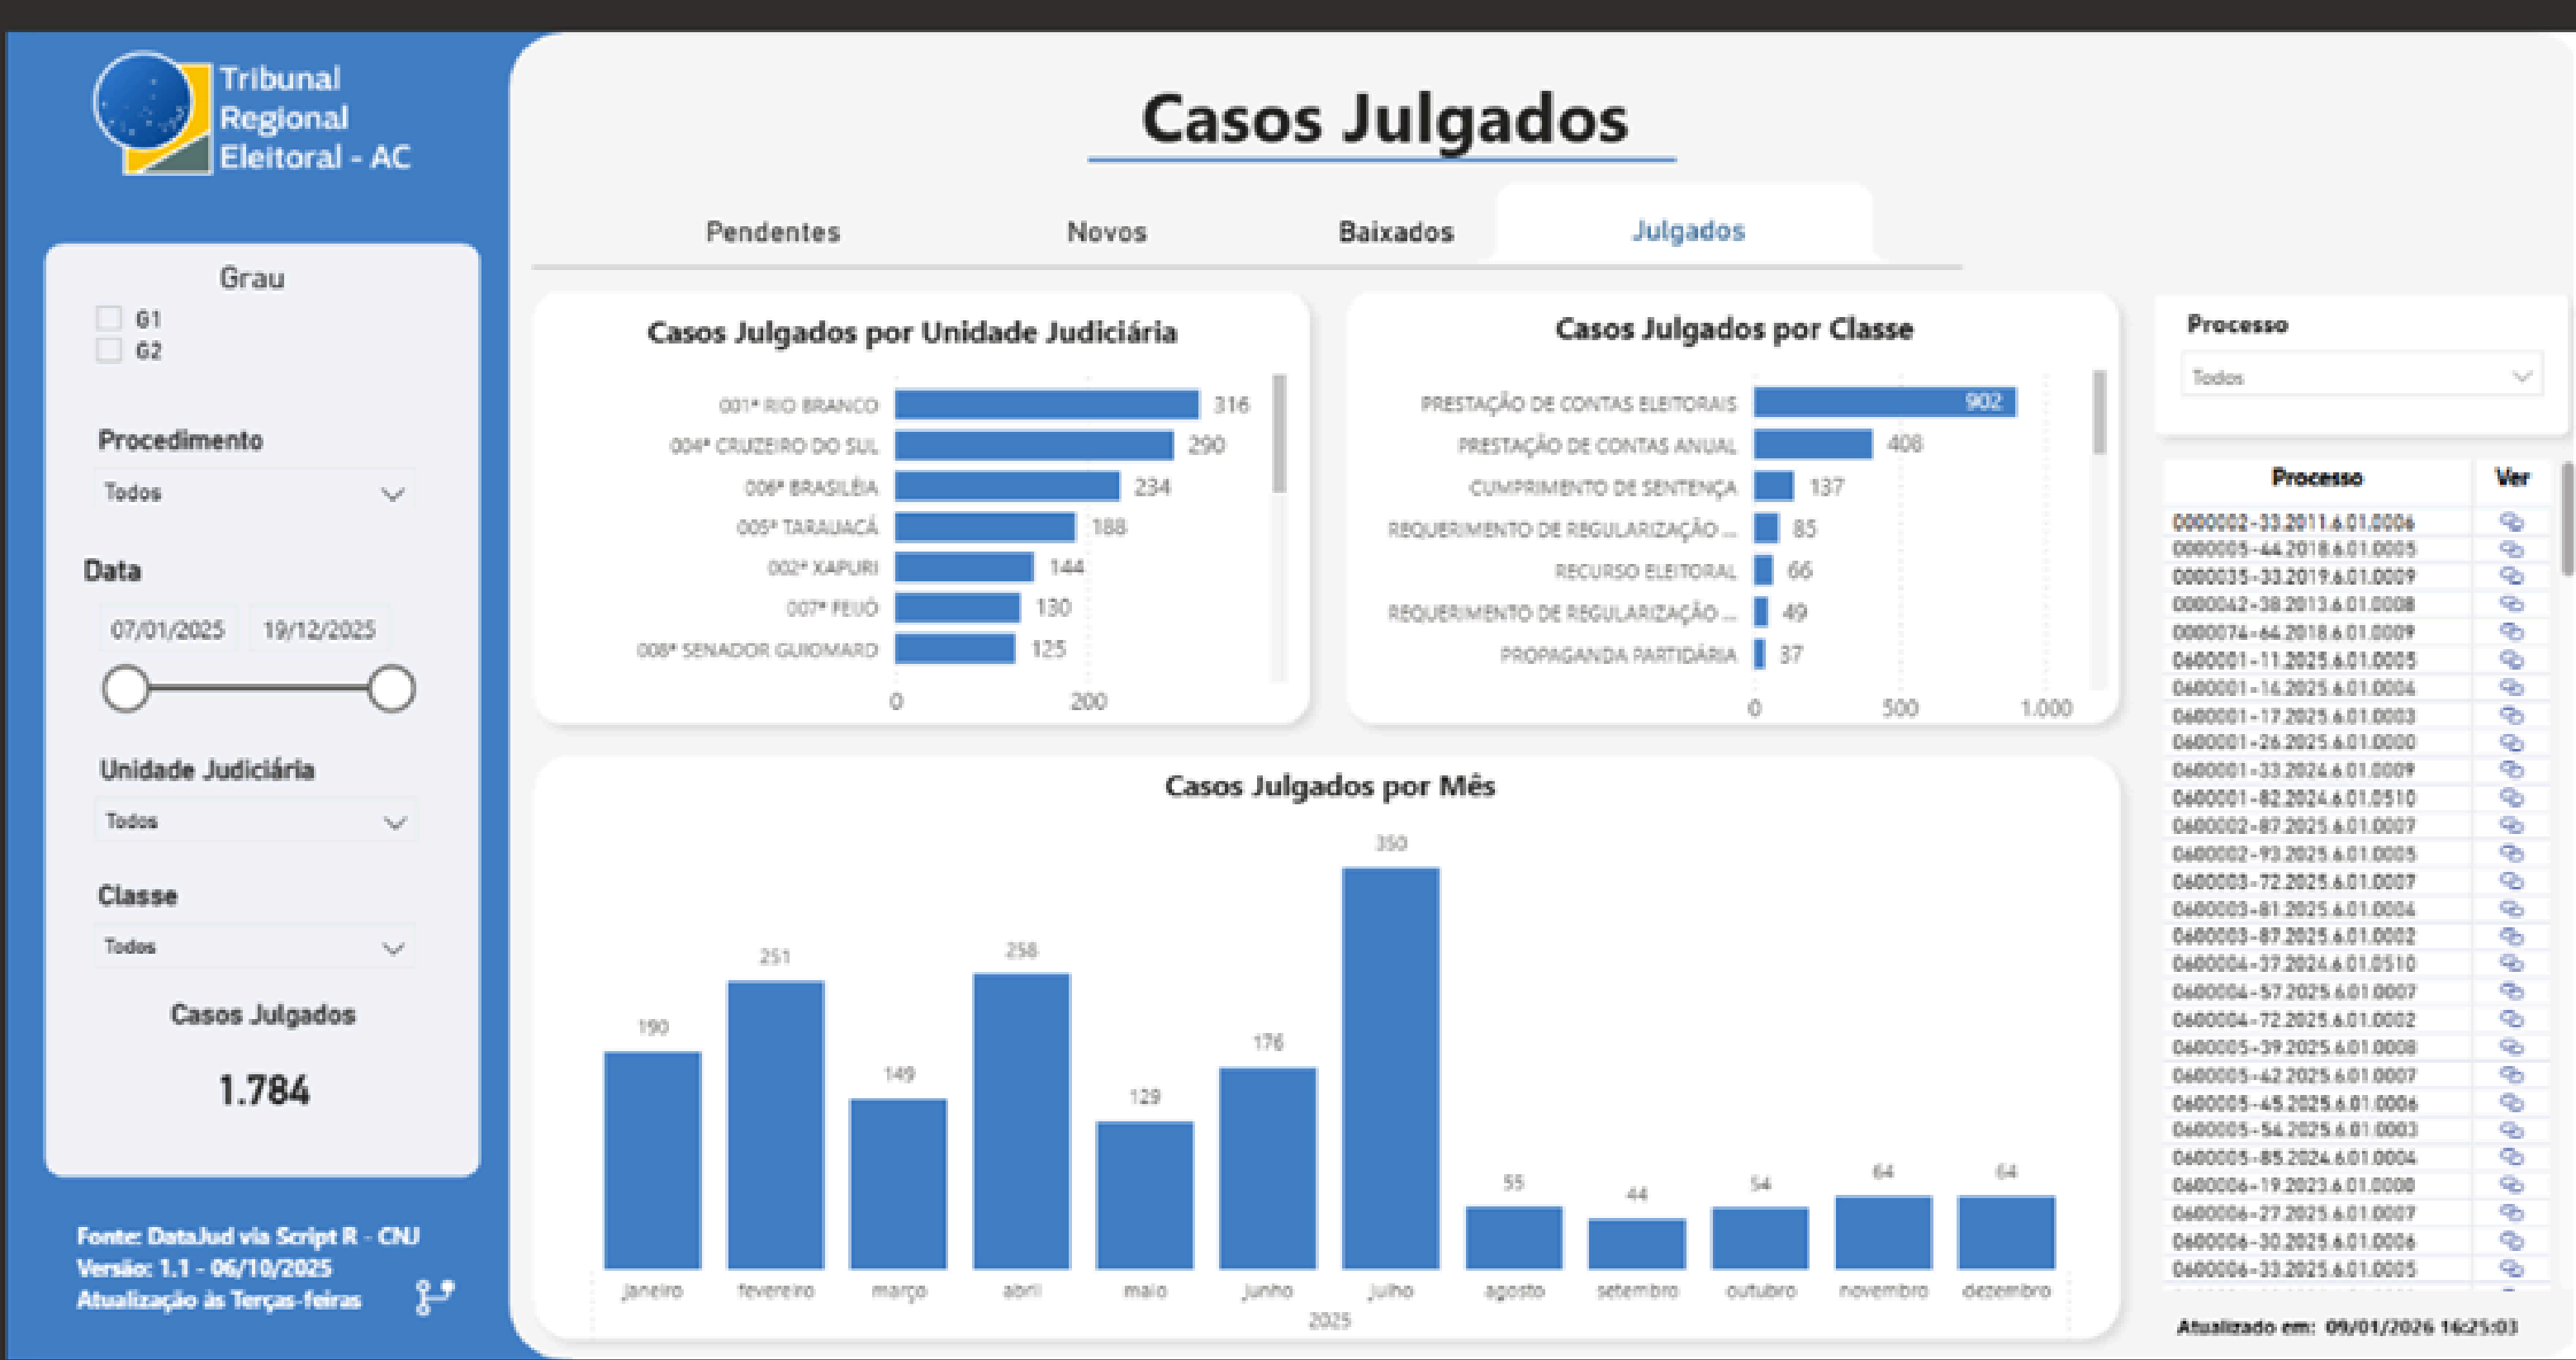 Tribunal
Regional
Eleitoral - AC
Grau
G1
G2
Procedimento
Todos
Data
07/01/2025 19/12/2025
Unidade Judiciária
Todos
Classe
Todos
Casos Julgados
1.784
Fonte: DataJud via Script R - CNJ
Versão: 1.1 - 06/10/2025
Atualização às Terças-feiras
Casos Julgados
Pendentes Novos Baixados Julgados
Casos Julgados por Unidade Judiciária
001ª RIO BRANCO 316
004ª CRUZEIRO DO SUL 290
006ª BRASILÉIA 234
005ª TARAUACÁ 188
002ª XAPURI 144
007ª FEIJÓ 130
008ª SENADOR GUIOMARD 125
0 200
Casos Julgados por Classe
PRESTAÇÃO DE CONTAS ELEITORAIS 902
PRESTAÇÃO DE CONTAS ANUAL 408
CUMPRIMENTO DE SENTENÇA 137
REQUERIMENTO DE REGULARIZAÇÃO ... 85
RECURSO ELEITORAL 66
REQUERIMENTO DE REGULARIZAÇÃO ... 49
PROPAGANDA PARTIDÁRIA 37
0 500 1.000
Casos Julgados por Mês
190 251 149 258 129 176 350 55 44 54 64 64
janeiro fevereiro março abril maio junho julho agosto setembro outubro novembro dezembro
2025
Processo
Todos
Processo Ver
0000002-33.2011.6.01.0006
0000005-44.2018.6.01.0005
0000035-33.2019.6.01.0009
0000042-38.2013.6.01.0008
0000074-64.2018.6.01.0009
0600001-11.2025.6.01.0005
0600001-14.2025.6.01.0004
0600001-17.2025.6.01.0003
0600001-26.2025.6.01.0000
0600001-33.2024.6.01.0009
0600001-82.2024.6.01.0510
0600002-87.2025.6.01.0007
0600002-93.2025.6.01.0005
0600003-72.2025.6.01.0007
0600003-81.2025.6.01.0004
0600003-87.2025.6.01.0002
0600004-37.2024.6.01.0510
0600004-57.2025.6.01.0007
0600004-72.2025.6.01.0002
0600005-39.2025.6.01.0008
0600005-42.2025.6.01.0007
0600005-45.2025.6.01.0006
0600005-54.2025.6.01.0003
0600005-85.2024.6.01.0004
0600006-19.2023.6.01.0008
0600006-27.2025.6.01.0007
0600006-30.2025.6.01.0006
0600006-33.2025.6.01.0005
Atualizado em: 09/01/2026 16:25:03